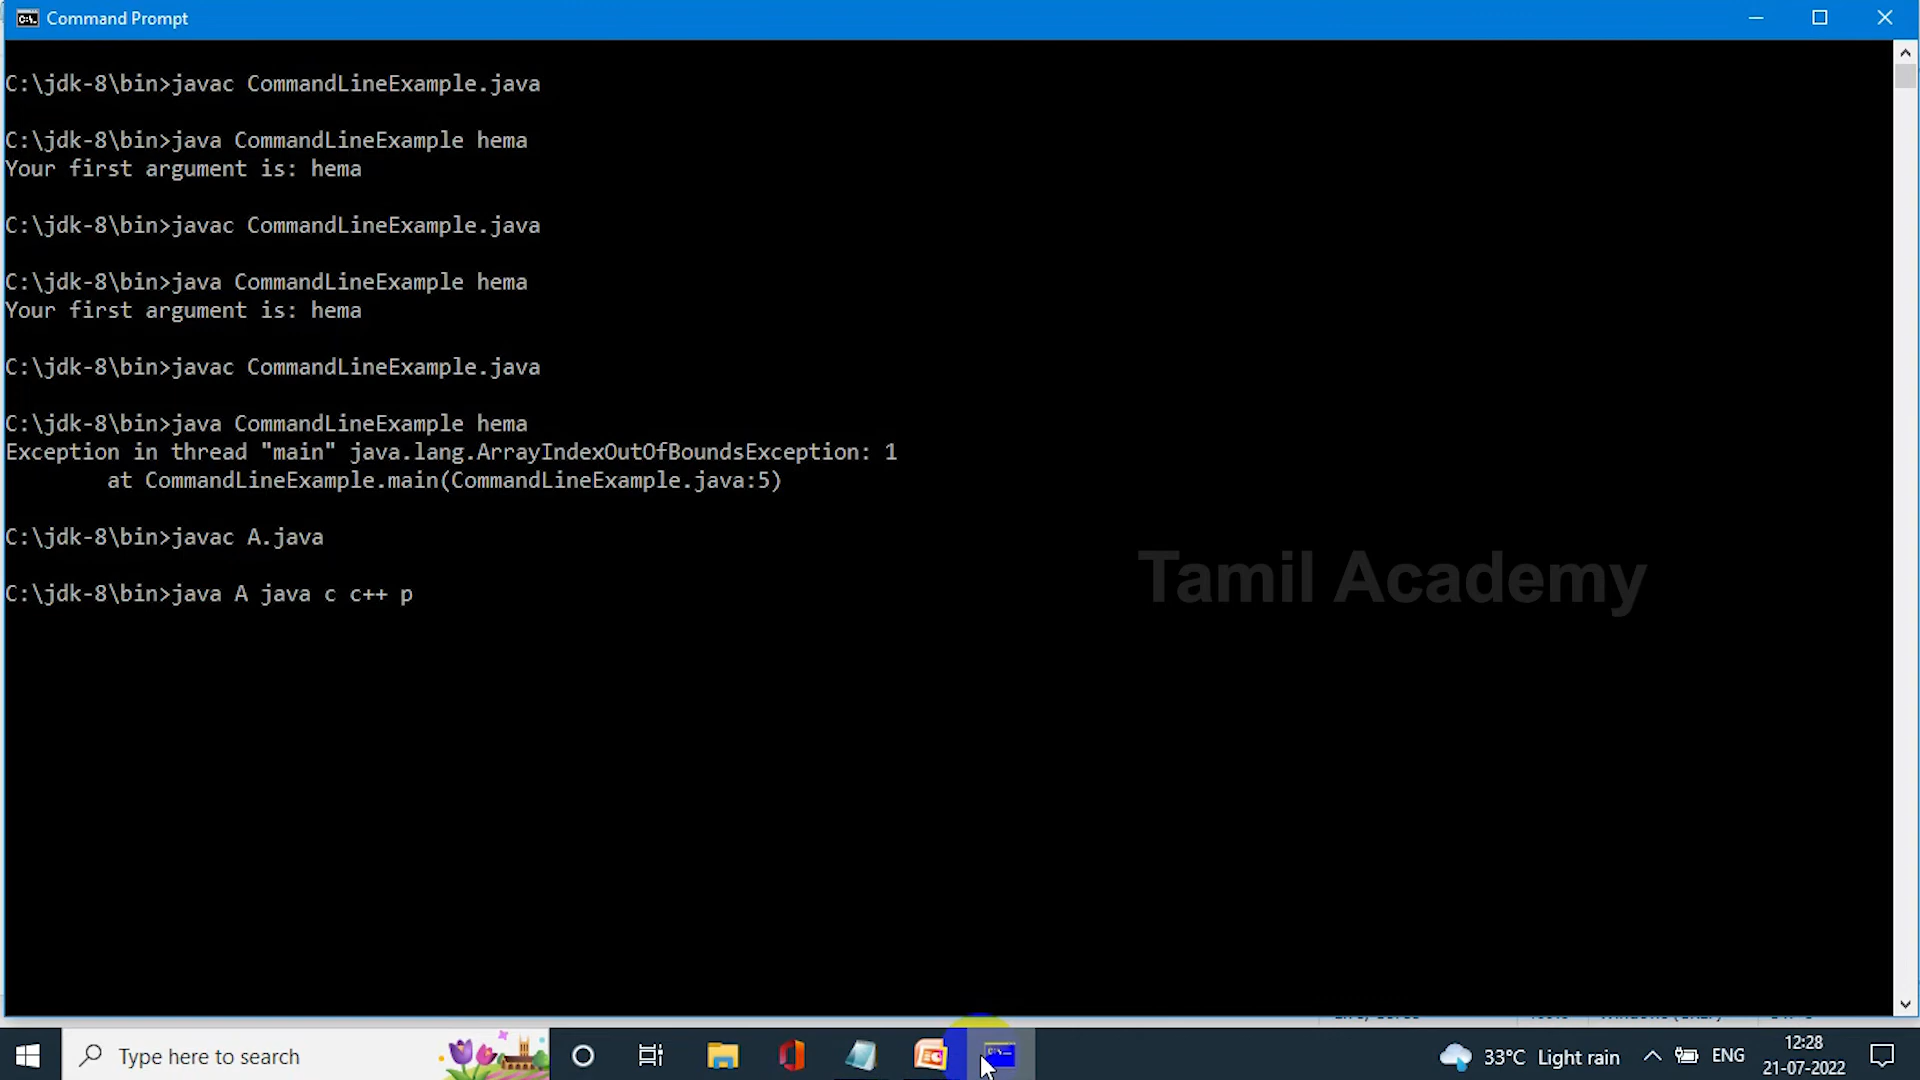 Command Prompt
C:\jdk-8\bin>javac CommandLineExample.java
C:\jdk-8\bin>java CommandLineExample hema
Your first argument is: hema
C:\jdk-8\bin>javac CommandLineExample.java
C:\jdk-8\bin>java CommandLineExample hema
Your first argument is: hema
C:\jdk-8\bin>javac CommandLineExample.java
C:\jdk-8\bin>java CommandLineExample hema
Exception in thread "main" java.lang.ArrayIndexOutOfBoundsException: 1
at CommandLineExample.main(CommandLineExample.java:5)
C:\jdk-8\bin>javac A.java
C:\jdk-8\bin>java A java c c++ p
Tamil Academy
Type here to search
33°C Light rain
ENG
12:28
21-07-2022